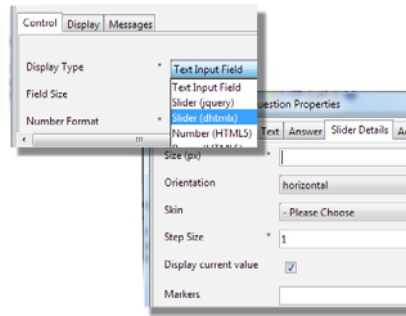 Control Display Messages
Display Type * Text Input Field
Text Input Field
Field Size
Slider (jquery)
Slider (dhtmlx)
Number Format *
Number (HTML5)
estion Properties
Text Answer Slider Details
Size (px) *
Orientation horizontal
Skin - Please Choose
Step Size * 1
Display current value
Markers